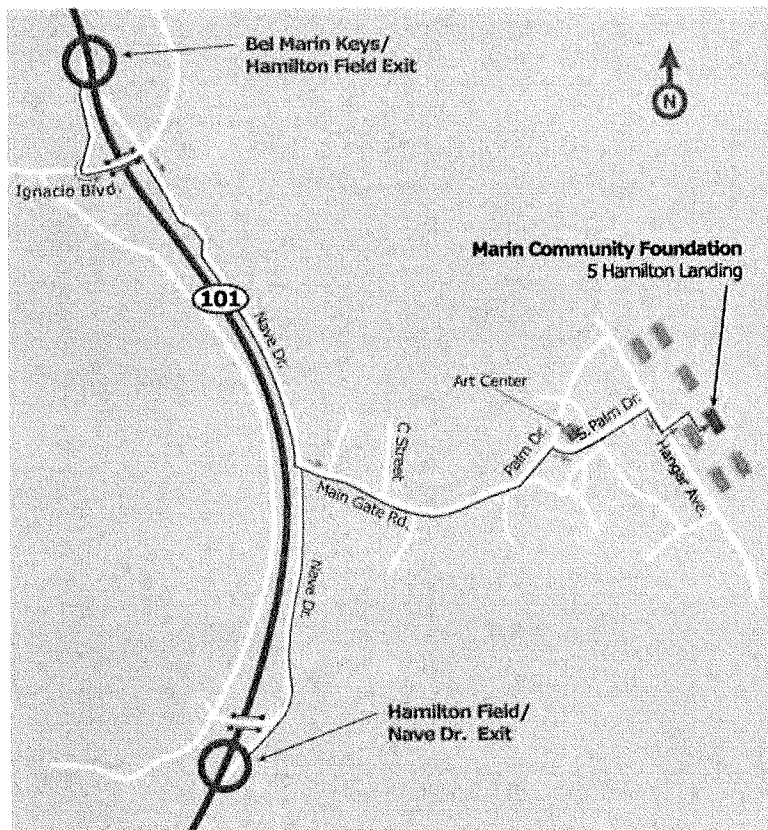 Bel Marin Keys/
Hamilton Field Exit
N
Ignacio Blvd.
Marin Community Foundation
5 Hamilton Landing
101
Nave Dr.
Art Center
C Street
Palm Dr.
S. Palm Dr.
Hangar Ave.
Main Gate Rd.
Nave Dr.
Hamilton Field/
Nave Dr. Exit